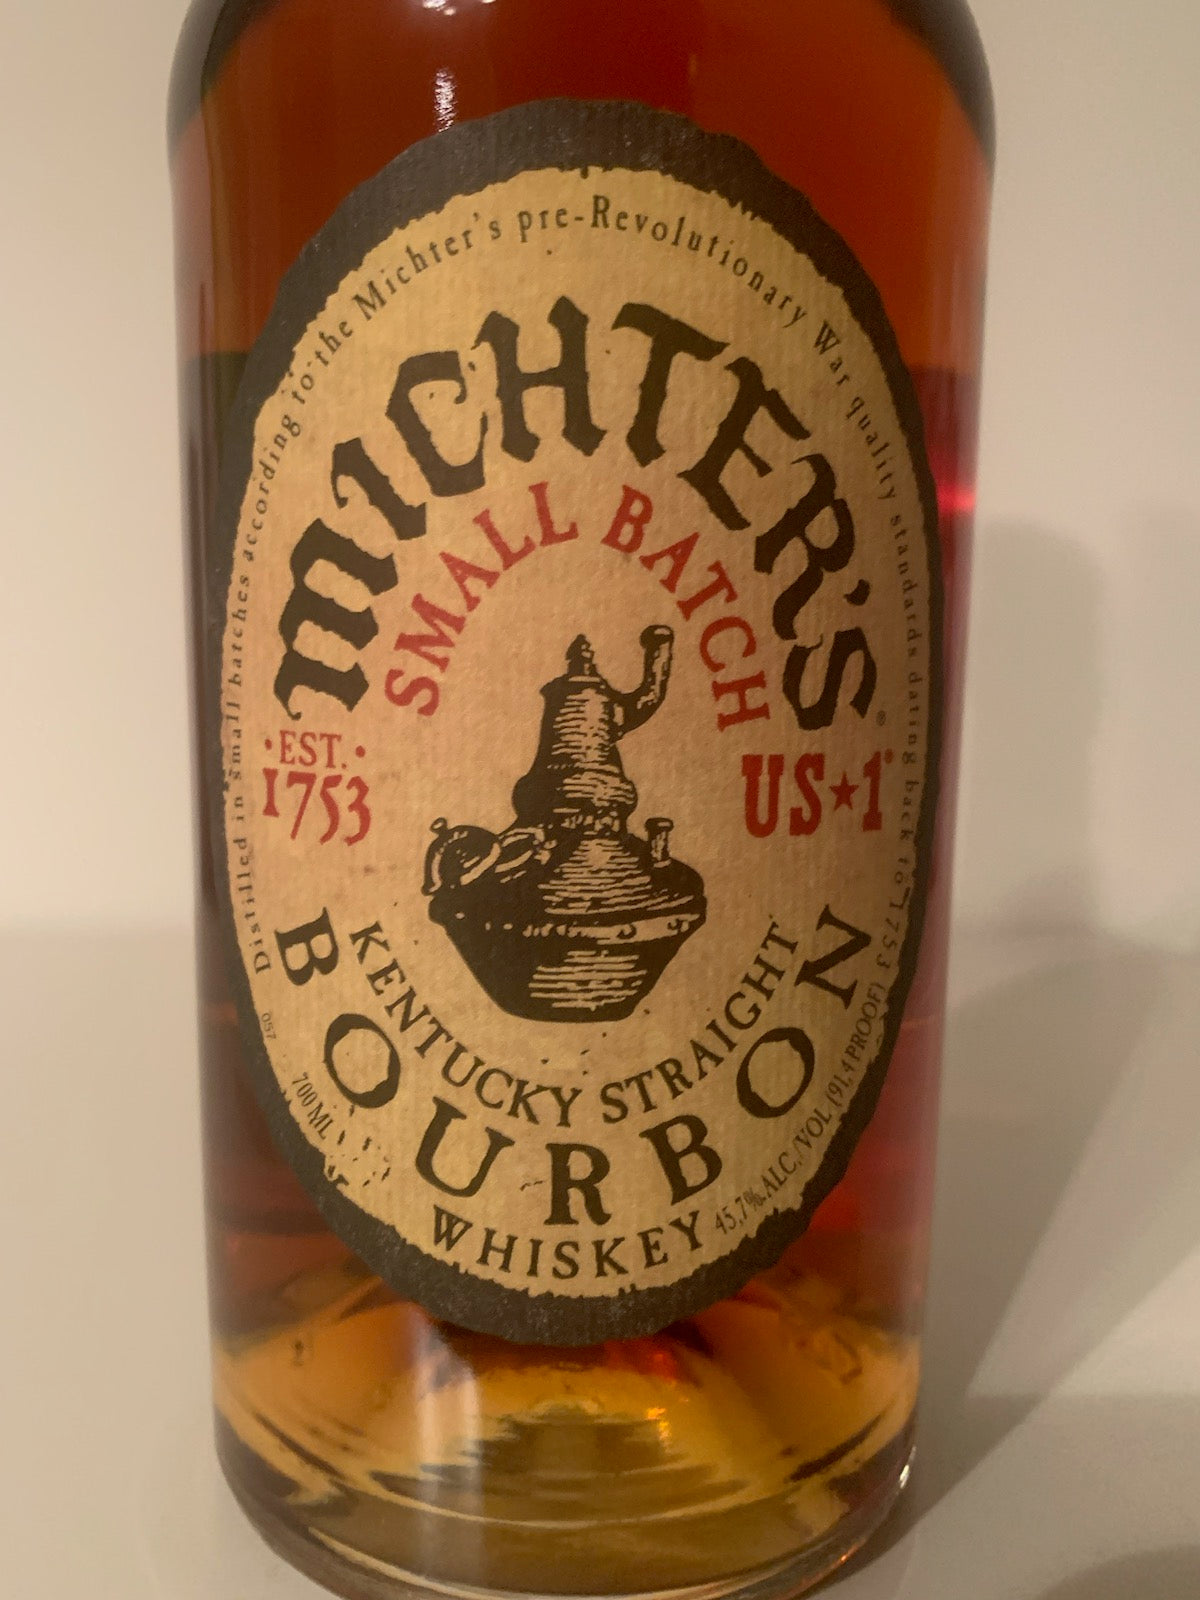 Distilled in small batches according to the Michter's pre-Revolutionary War quality standards dating back to 1753
MICHTER'S®
SMALL BATCH
·EST.·
1753
US★1®
KENTUCKY STRAIGHT
BOURBON
WHISKEY
057
700 ML
45,7% ALC./VOL (91,4 PROOF)